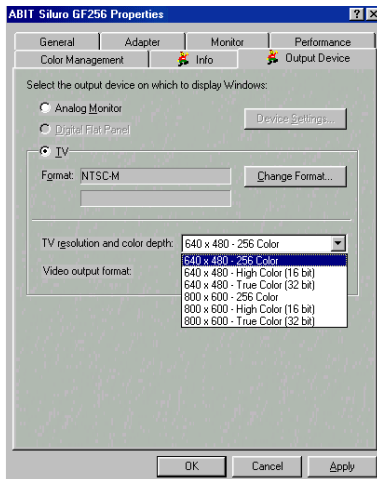 ABIT Siluro GF256 Properties
General Adapter Monitor Performance
Color Management Info Output Device
Select the output device on which to display Windows:
Analog Monitor
Device Settings...
Digital Flat Panel
TV
Format: NTSC-M Change Format...
TV resolution and color depth: 640 x 480 - 256 Color
Video output format:
640 x 480 - 256 Color
640 x 480 - High Color (16 bit)
640 x 480 - True Color (32 bit)
800 x 600 - 256 Color
800 x 600 - High Color (16 bit)
800 x 600 - True Color (32 bit)
OK Cancel Apply